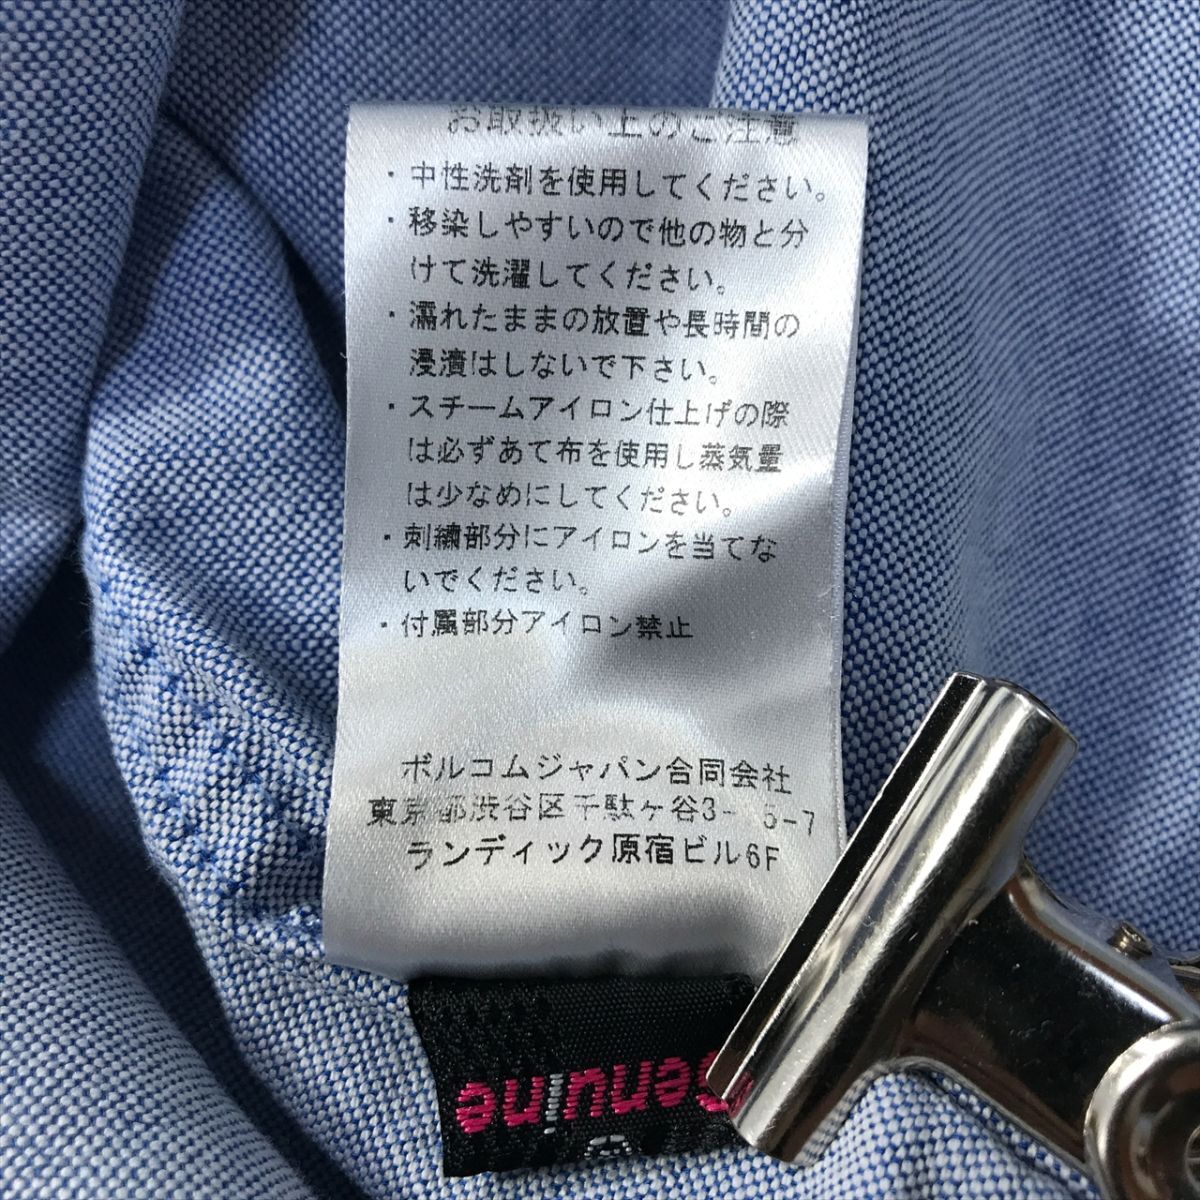 お取扱い上のご注意
・中性洗剤を使用してください。
・移染しやすいので他の物と分
けて洗濯してください。
・濡れたままの放置や長時間の
浸漬はしないで下さい。
・スチームアイロン仕上げの際
は必ずあて布を使用し蒸気量
は少なめにしてください。
・刺繍部分にアイロンを当てな
いでください。
・付属部分アイロン禁止
ボルコムジャパン合同会社
東京都渋谷区千駄ヶ谷3- 5-7
ランディック原宿ビル6F
Genuine